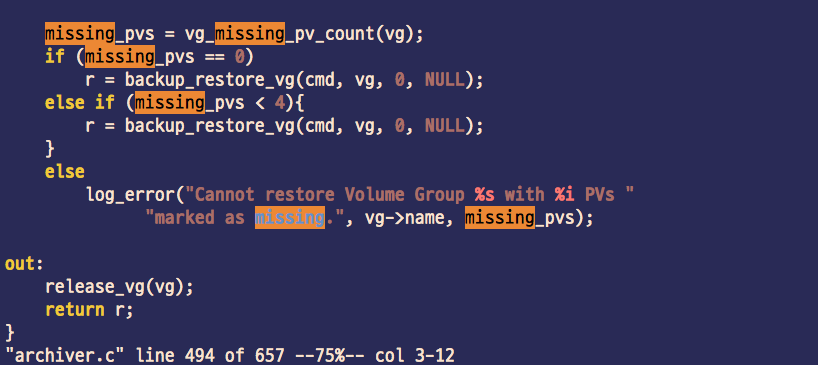 missing_pvs = vg_missing_pv_count(vg);
if (missing_pvs == 0)
r = backup_restore_vg(cmd, vg, 0, NULL);
else if (missing_pvs < 4){
r = backup_restore_vg(cmd, vg, 0, NULL);
}
else
log_error("Cannot restore Volume Group %s with %i PVs "
"marked as missing.", vg->name, missing_pvs);
out:
release_vg(vg);
return r;
}
"archiver.c" line 494 of 657 --75%-- col 3-12